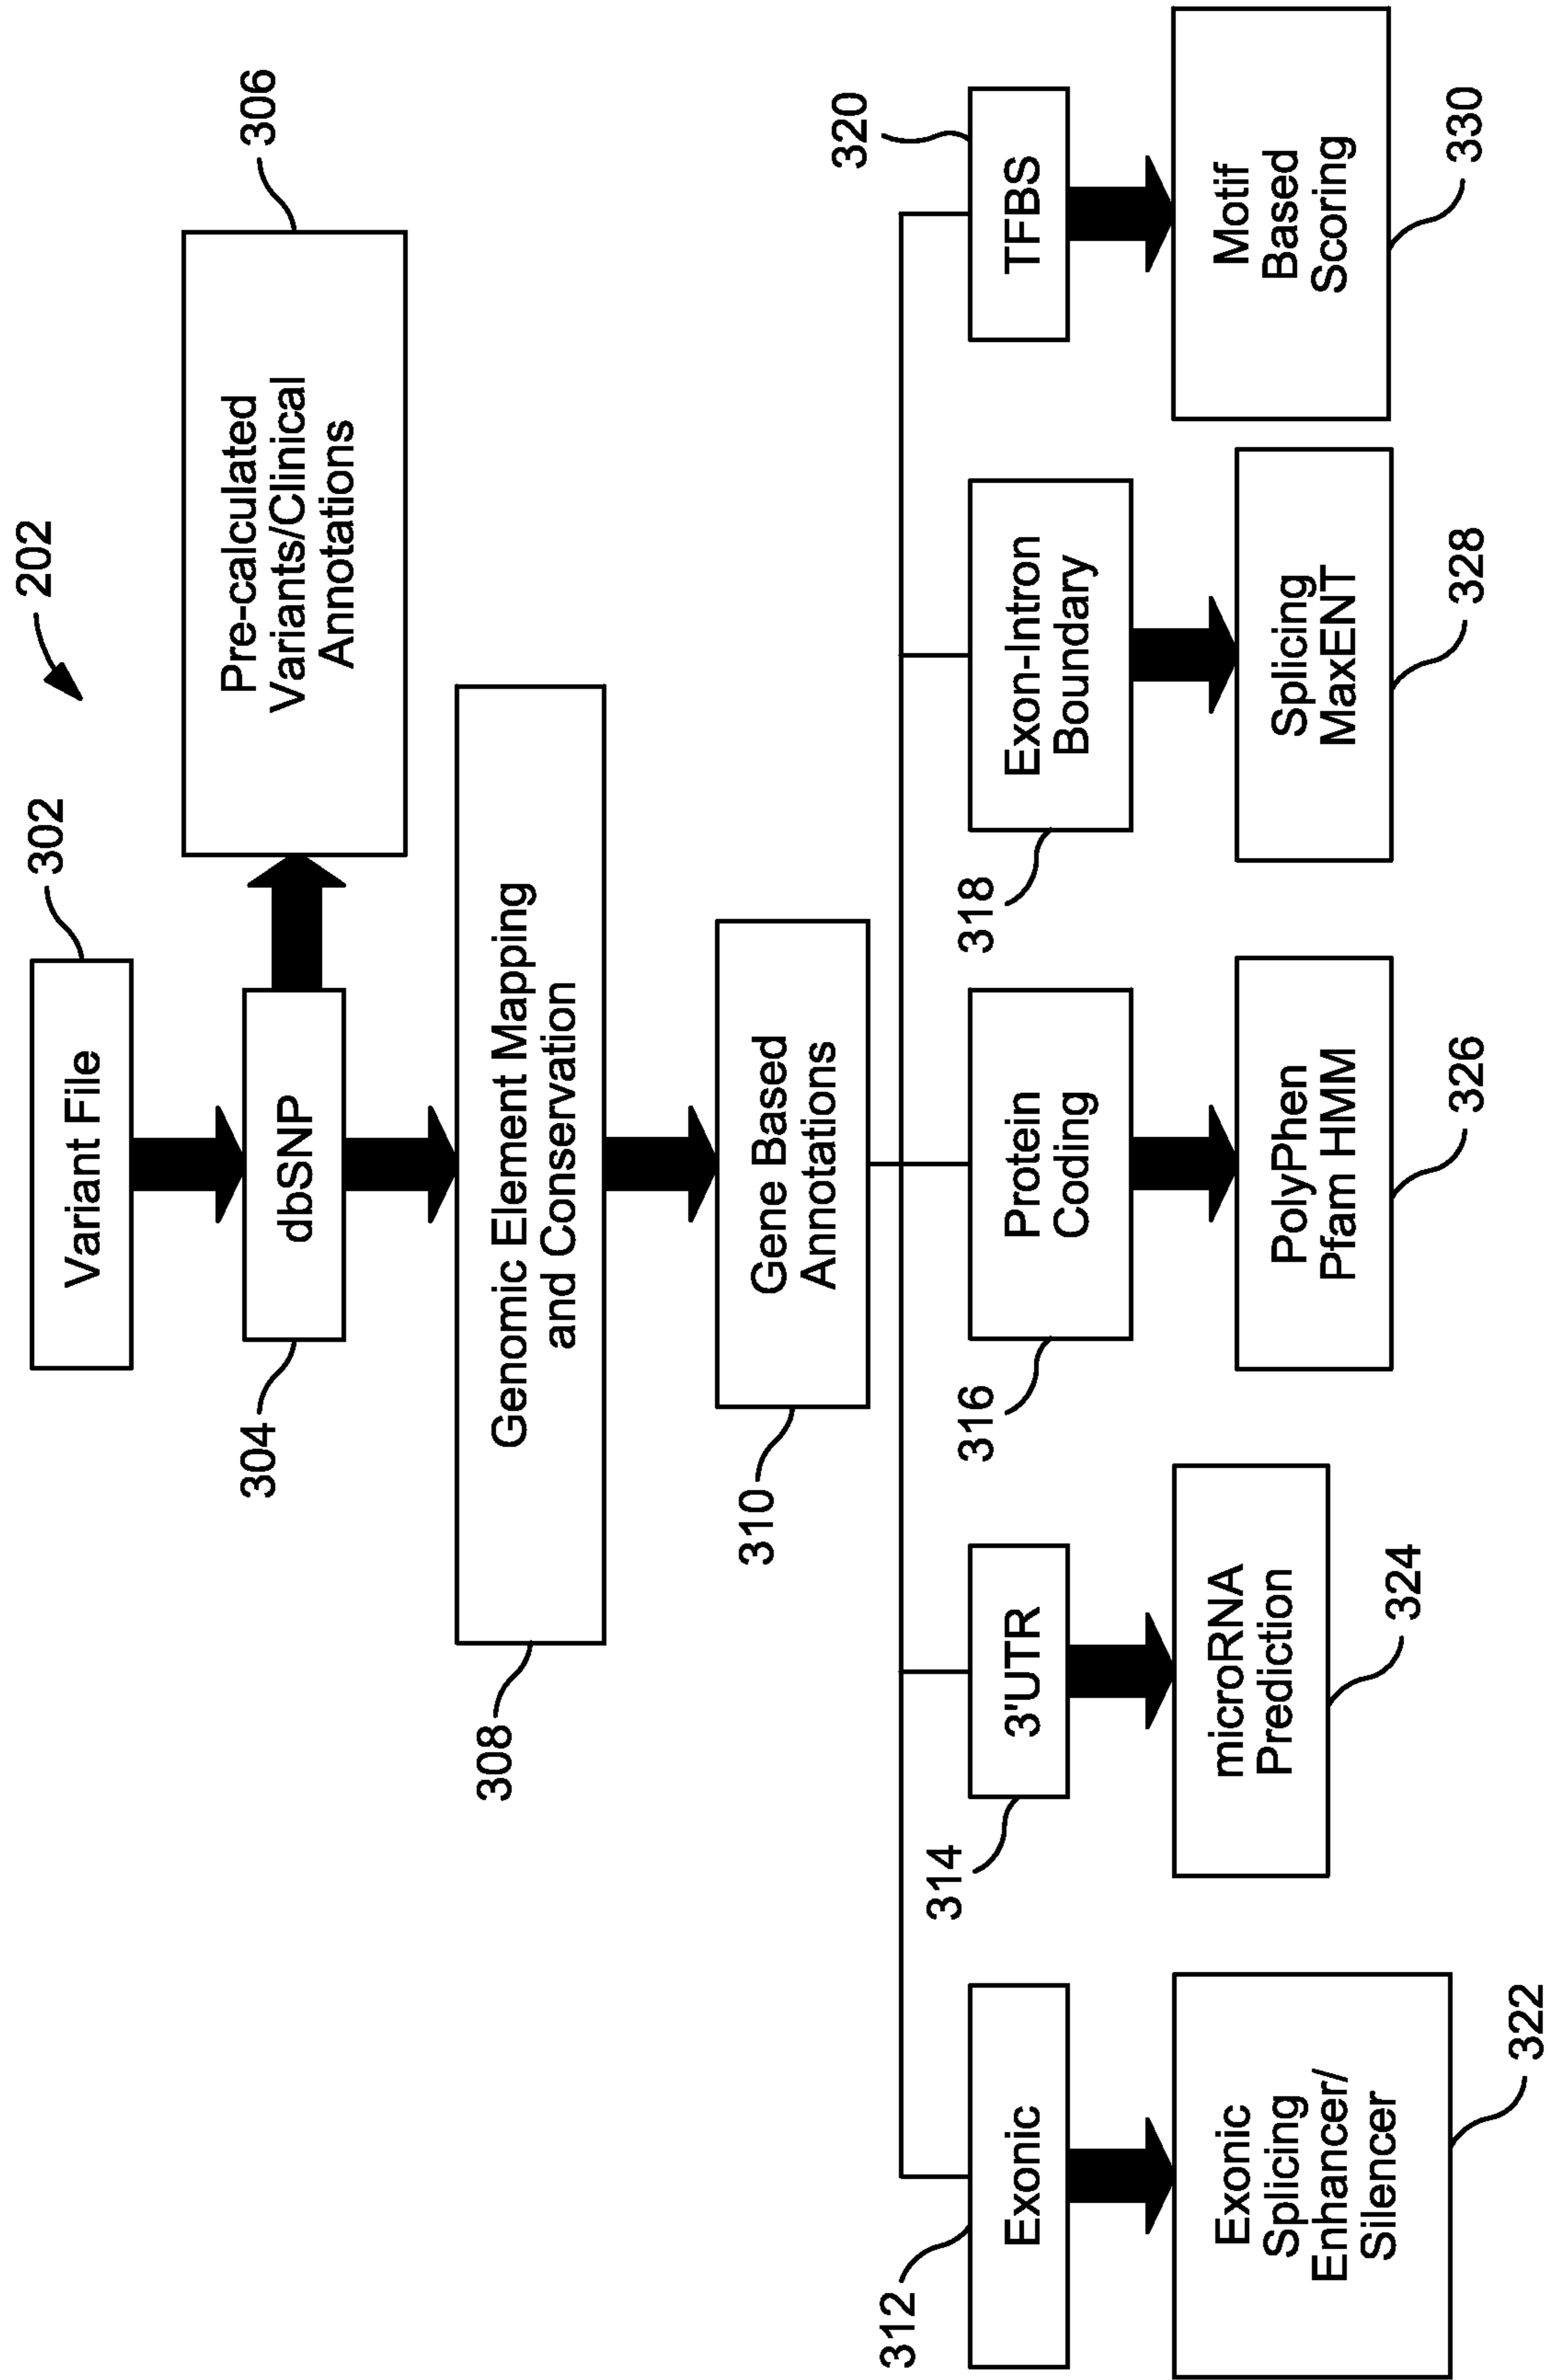 202
302
Variant File
304
dbSNP
306
Pre-calculated
Variants/Clinical
Annotations
308
Genomic Element Mapping
and Conservation
310
Gene Based
Annotations
312
Exonic
314
3'UTR
316
Protein
Coding
318
Exon-Intron
Boundary
320
TFBS
Exonic
Splicing
Enhancer/
Silencer
322
microRNA
Prediction
324
PolyPhen
Pfam HMM
326
Splicing
MaxENT
328
Motif
Based
Scoring
330